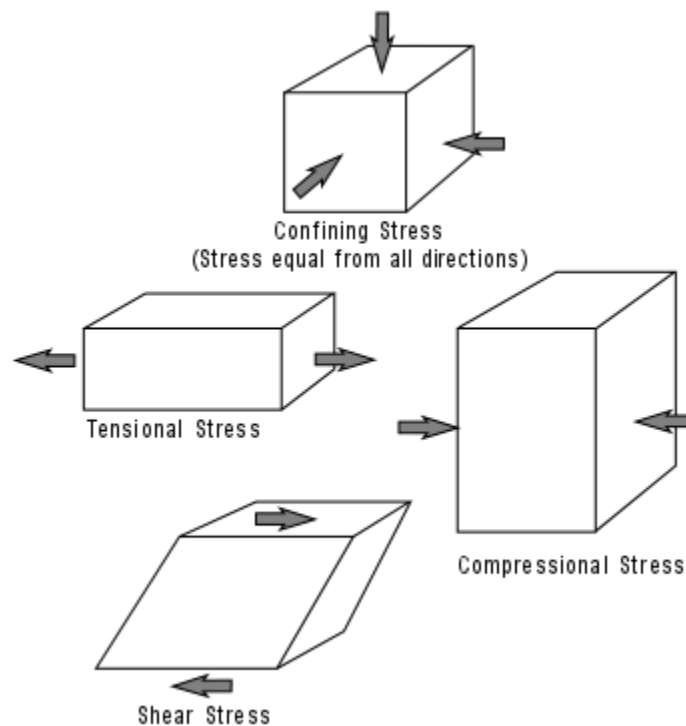 Confining Stress
(Stress equal from all directions)
Tensional Stress
Compressional Stress
Shear Stress